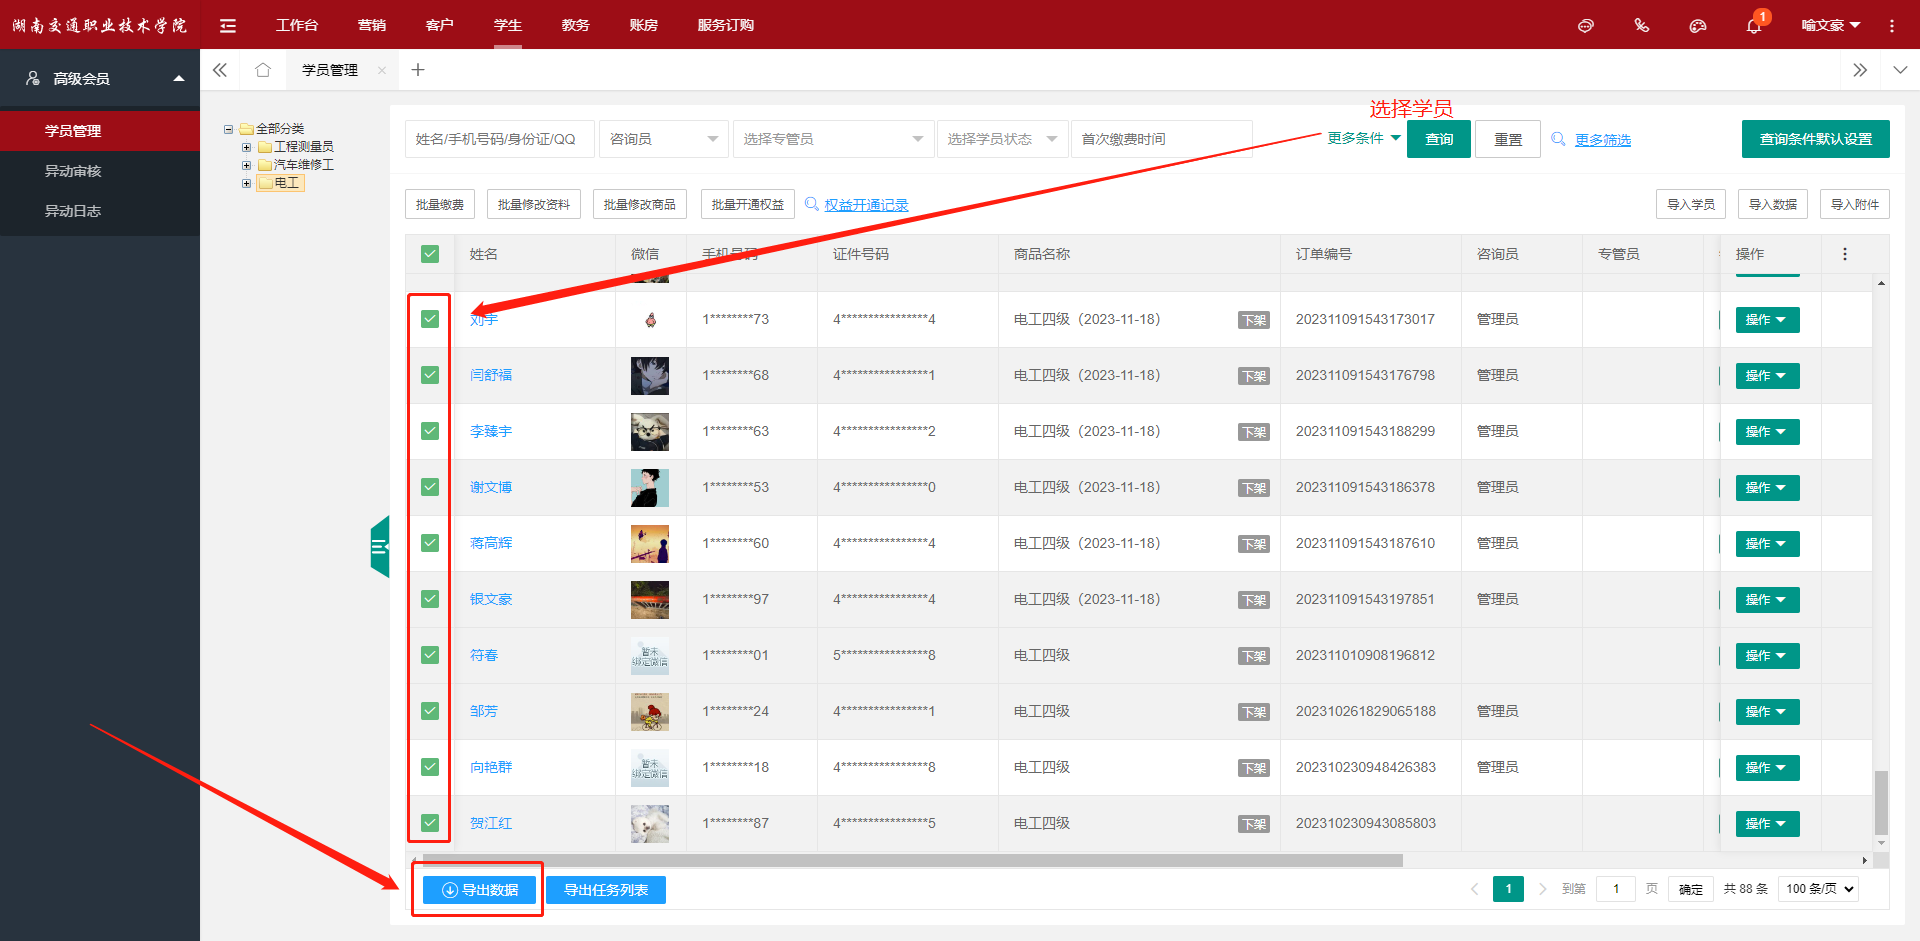 湖南交通职业技术学院
工作台 营销 客户 学生 教务 账房 服务订购
1
喻文豪
高级会员
学员管理
选择学员
学员管理
异动审核
异动日志
全部分类
工程测量员
汽车维修工
电工
姓名/手机号码/身份证/QQ 咨询员 选择专管员 选择学员状态 首次缴费时间 更多条件 查询 重置 更多筛选 查询条件默认设置
批量缴费 批量修改资料 批量修改商品 批量开通权益 权益开通记录 导入学员 导入数据 导入附件
姓名 微信 手机号码 证件号码 商品名称 订单编号 咨询员 专管员 操作
刘宇 1********73 4****************4 电工四级（2023-11-18） 下架 202311091543173017 管理员 操作
闫舒福 1********68 4****************1 电工四级（2023-11-18） 下架 202311091543176798 管理员 操作
李臻宇 1********63 4****************2 电工四级（2023-11-18） 下架 202311091543188299 管理员 操作
谢文博 1********53 4****************0 电工四级（2023-11-18） 下架 202311091543186378 管理员 操作
蒋高辉 1********60 4****************4 电工四级（2023-11-18） 下架 202311091543187610 管理员 操作
银文豪 1********97 4****************4 电工四级（2023-11-18） 下架 202311091543197851 管理员 操作
符春 暂未 绑定微信 1********01 5****************8 电工四级 下架 202311010908196812 操作
邹芳 1********24 4****************1 电工四级 下架 202310261829065188 管理员 操作
向艳群 暂未 绑定微信 1********18 4****************8 电工四级 下架 202310230948426383 管理员 操作
贺江红 1********87 4****************5 电工四级 下架 202310230943085803 操作
导出数据 导出任务列表 1 到第 1 页 确定 共 88 条 100 条/页